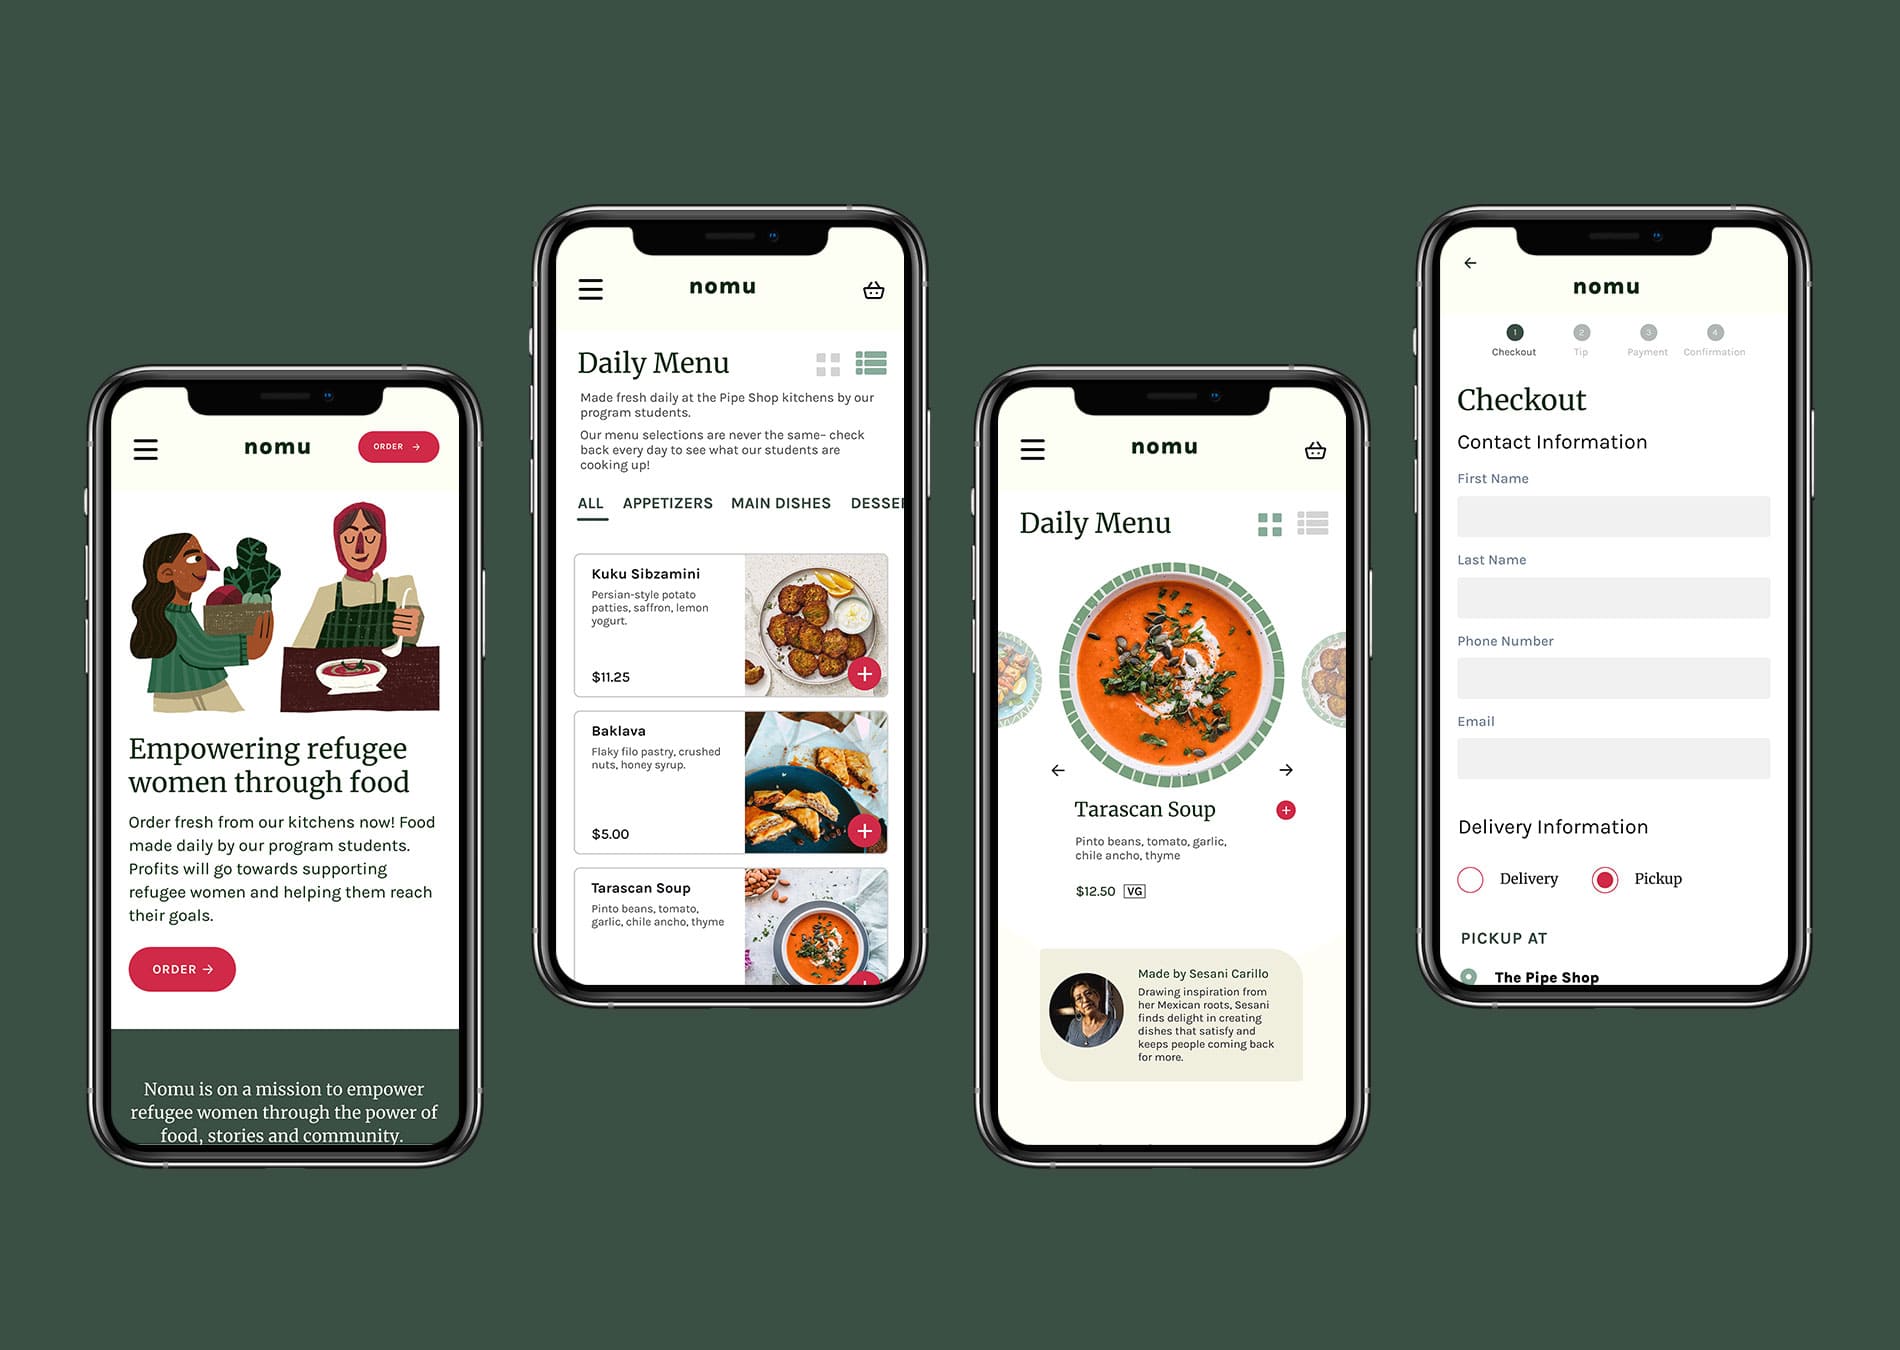 nomu
ORDER →
Empowering refugee
women through food
Order fresh from our kitchens now! Food
made daily by our program students.
Profits will go towards supporting
refugee women and helping them reach
their goals.
ORDER →
Nomu is on a mission to empower
refugee women through the power of
food, stories and community.
nomu
Daily Menu
Made fresh daily at the Pipe Shop kitchens by our
program students.
Our menu selections are never the same– check
back every day to see what our students are
cooking up!
ALL APPETIZERS MAIN DISHES DESSER
Kuku Sibzamini
Persian-style potato
patties, saffron, lemon
yogurt.
$11.25
Baklava
Flaky filo pastry, crushed
nuts, honey syrup.
$5.00
Tarascan Soup
Pinto beans, tomato,
garlic, chile ancho, thyme
nomu
Daily Menu
Tarascan Soup
Pinto beans, tomato, garlic,
chile ancho, thyme
$12.50 VG
Made by Sesani Carillo
Drawing inspiration from
her Mexican roots, Sesani
finds delight in creating
dishes that satisfy and
keeps people coming back
for more.
nomu
1 2 3 4
Checkout Tip Payment Confirmation
Checkout
Contact Information
First Name
Last Name
Phone Number
Email
Delivery Information
Delivery Pickup
PICKUP AT
The Pipe Shop